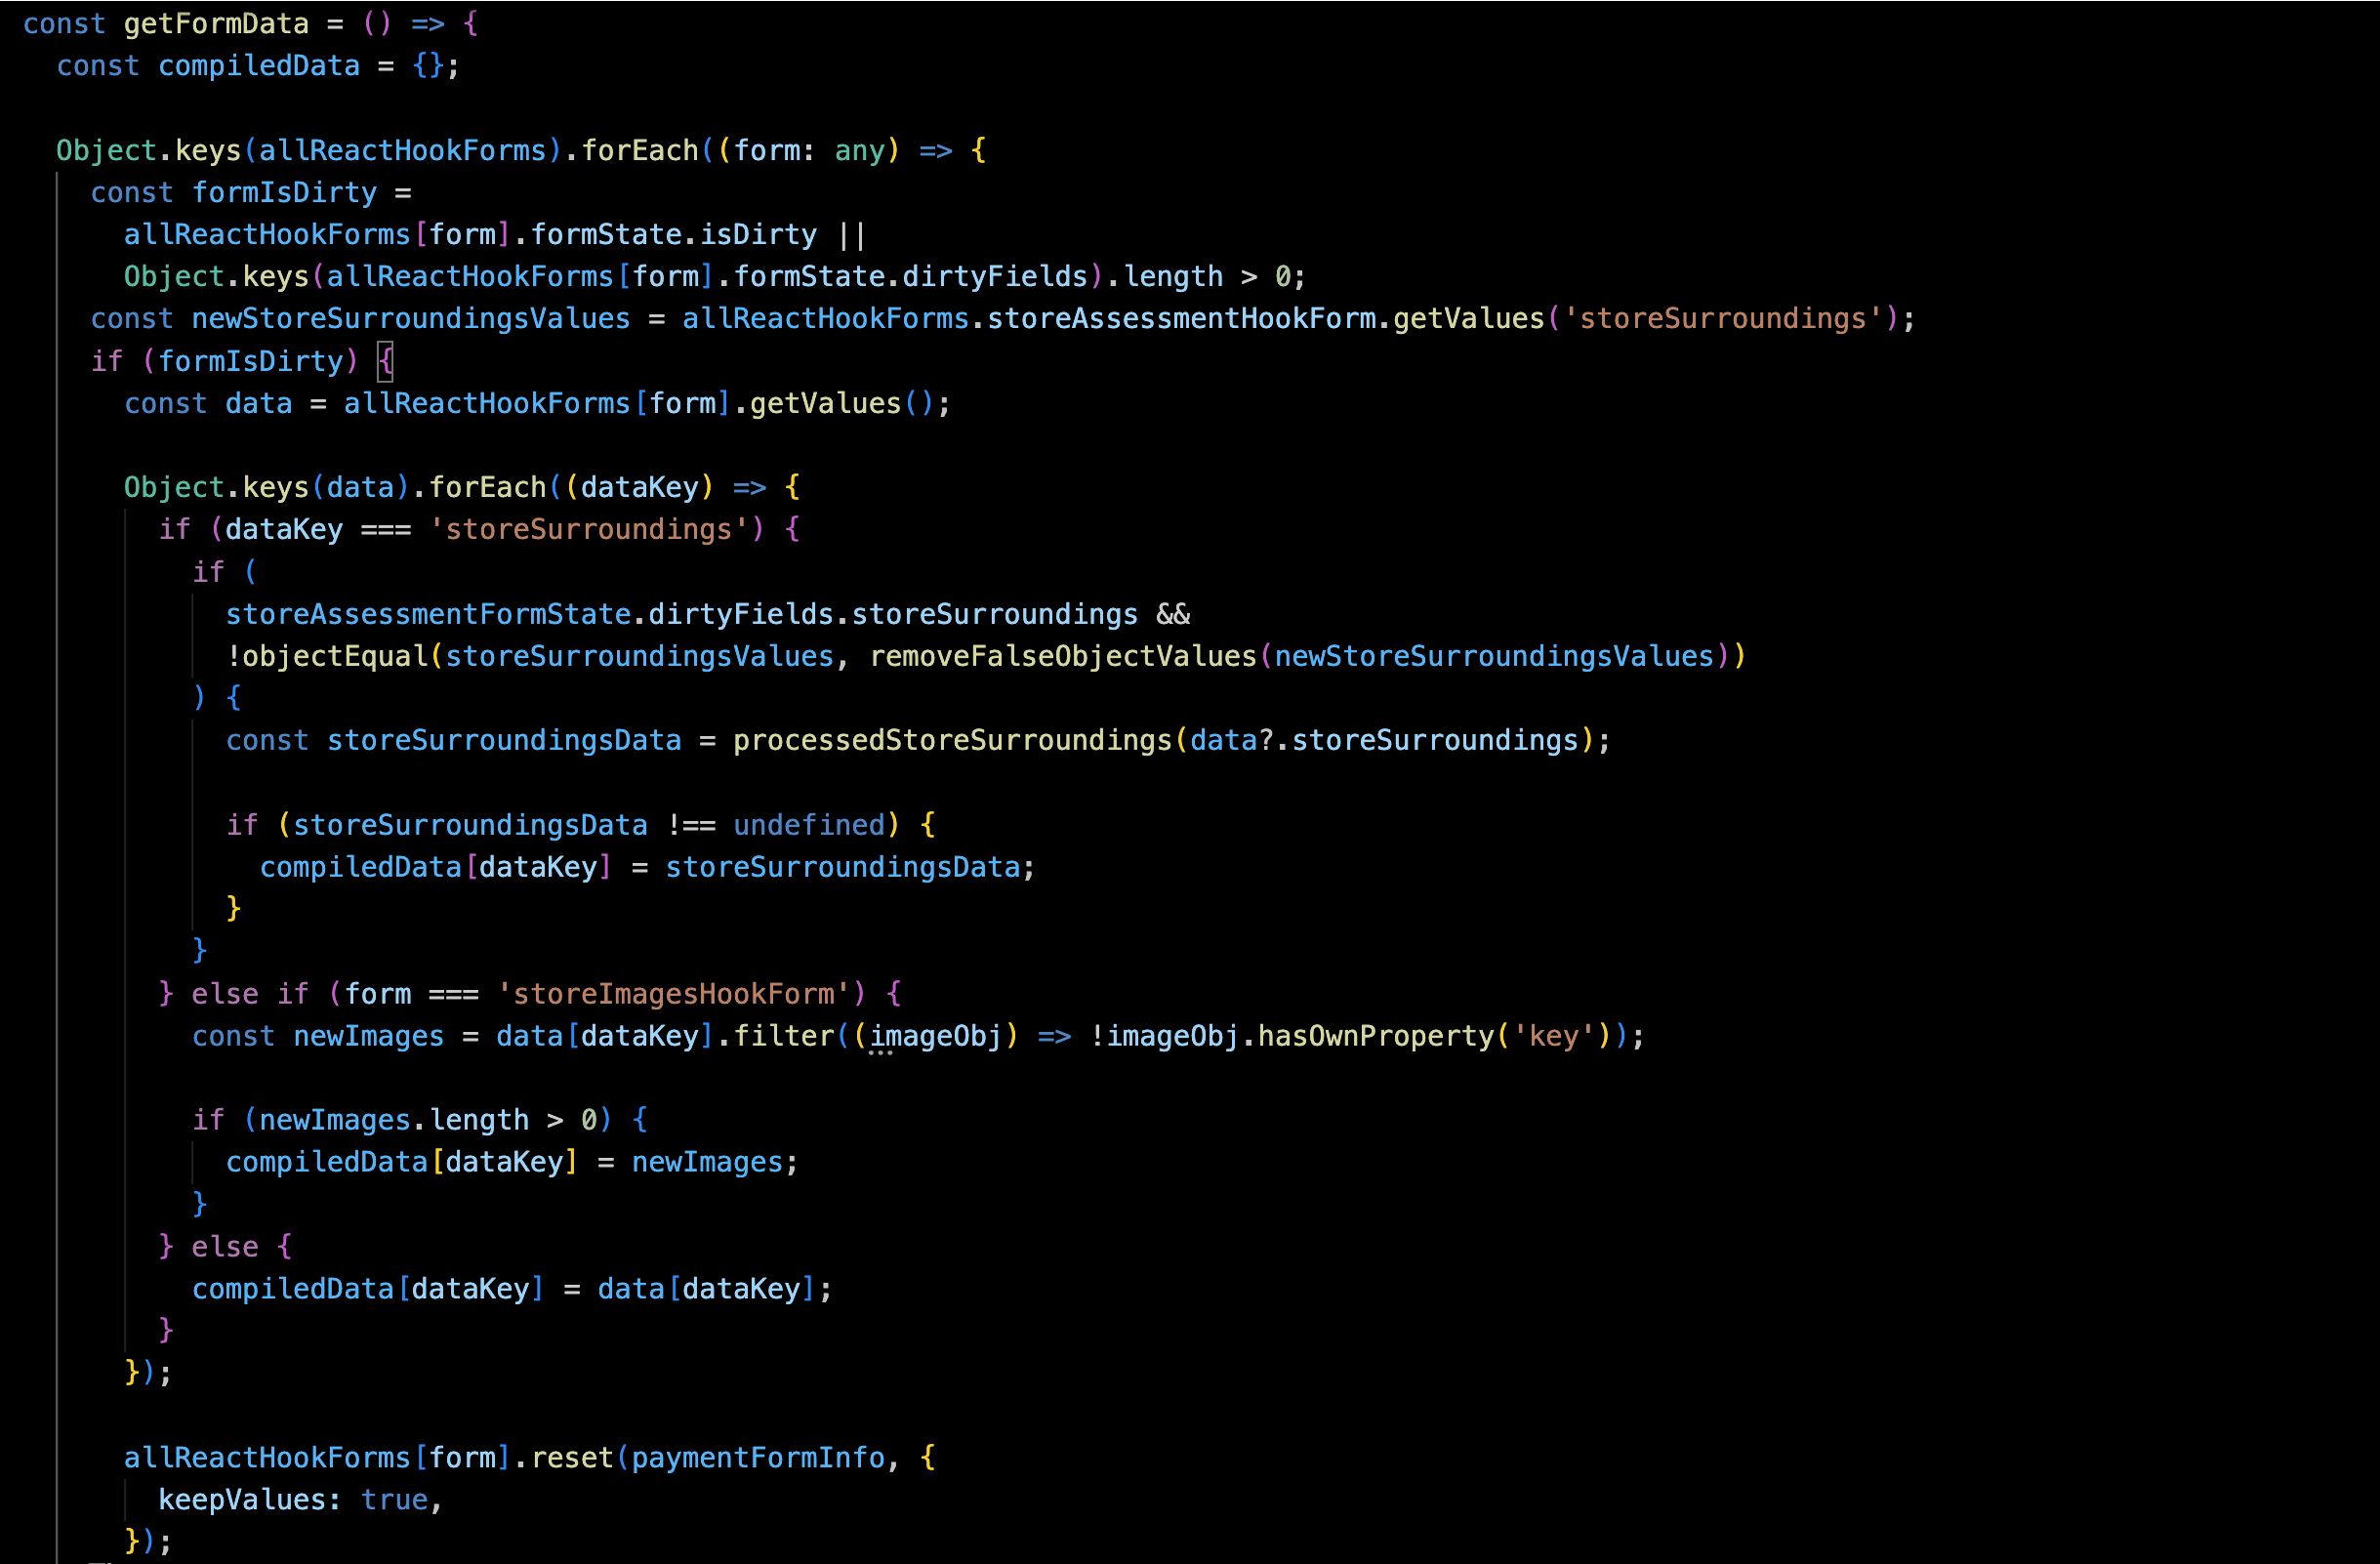 const getFormData = () => {
const compiledData = {};
Object.keys(allReactHookForms).forEach((form: any) => {
const formIsDirty =
allReactHookForms[form].formState.isDirty ||
Object.keys(allReactHookForms[form].formState.dirtyFields).length > 0;
const newStoreSurroundingsValues = allReactHookForms.storeAssessmentHookForm.getValues('storeSurroundings');
if (formIsDirty) {
const data = allReactHookForms[form].getValues();
Object.keys(data).forEach((dataKey) => {
if (dataKey === 'storeSurroundings') {
if (
storeAssessmentFormState.dirtyFields.storeSurroundings &&
!objectEqual(storeSurroundingsValues, removeFalseObjectValues(newStoreSurroundingsValues))
) {
const storeSurroundingsData = processedStoreSurroundings(data?.storeSurroundings);
if (storeSurroundingsData !== undefined) {
compiledData[dataKey] = storeSurroundingsData;
}
}
} else if (form === 'storeImagesHookForm') {
const newImages = data[dataKey].filter((imageObj) => !imageObj.hasOwnProperty('key'));
if (newImages.length > 0) {
compiledData[dataKey] = newImages;
}
} else {
compiledData[dataKey] = data[dataKey];
}
});
allReactHookForms[form].reset(paymentFormInfo, {
keepValues: true,
});